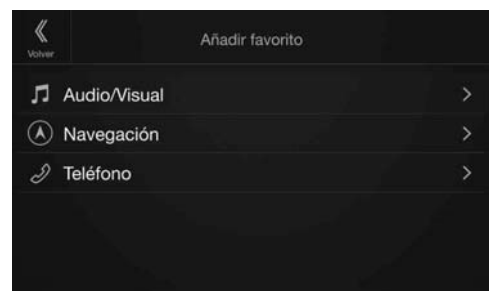 Volver
Añadir favorito
Audio/Visual
Navegación
Teléfono